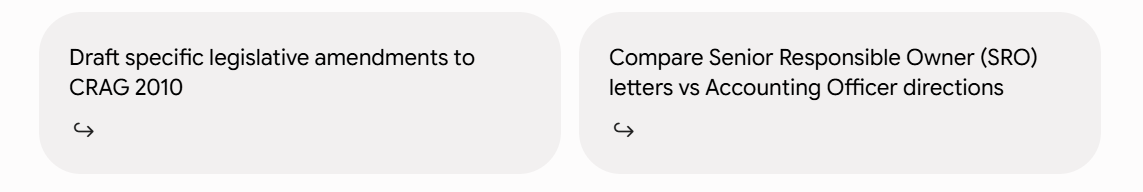 Draft specific legislative amendments to
CRAG 2010
Compare Senior Responsible Owner (SRO)
letters vs Accounting Officer directions